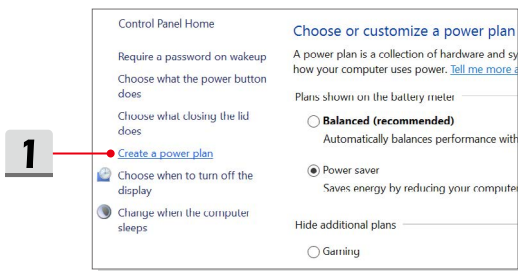 Control Panel Home
Require a password on wakeup
Choose what the power button
does
Choose what closing the lid
does
Create a power plan
Choose when to turn off the
display
Change when the computer
sleeps
1
Choose or customize a power plan
A power plan is a collection of hardware and sy
how your computer uses power. Tell me more a
Plans shown on the battery meter
Balanced (recommended)
Automatically balances performance with
Power saver
Saves energy by reducing your compute
Hide additional plans
Gaming